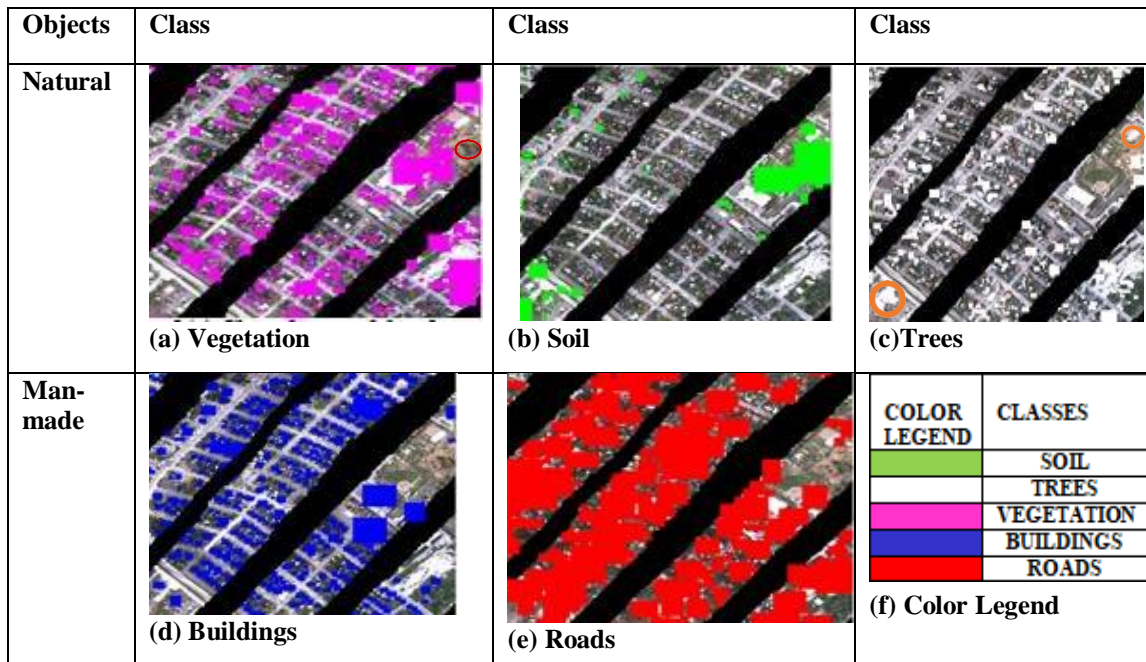 Objects
Class
Class
Class
Natural
(a) Vegetation
(b) Soil
(c)Trees
Man-
made
(d) Buildings
(e) Roads
COLOR
LEGEND
CLASSES
SOIL
TREES
VEGETATION
BUILDINGS
ROADS
(f) Color Legend